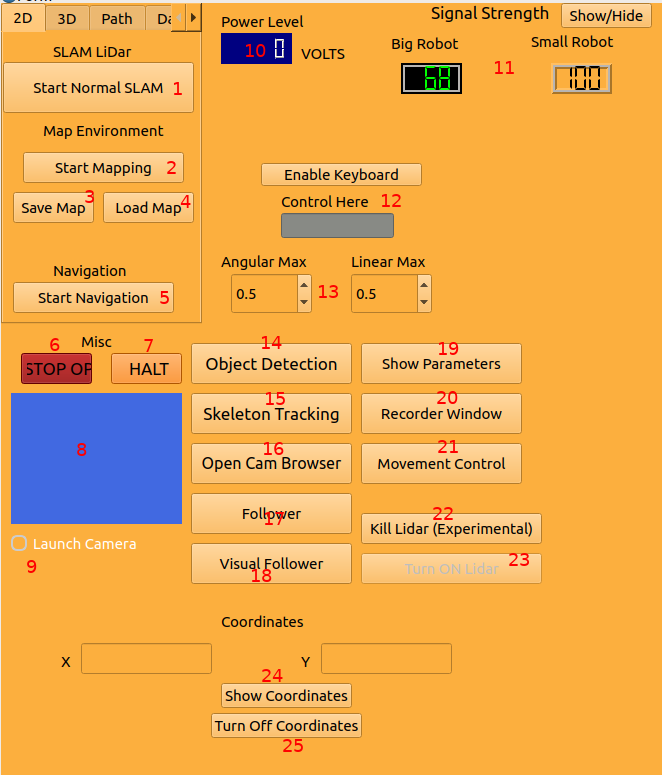 2D 3D Path Da
Power Level
Signal Strength Show/Hide
10 0 VOLTS
Big Robot
Small Robot
68 11 100
SLAM LiDar
Start Normal SLAM 1
Map Environment
Start Mapping 2
Save Map 3 Load Map 4
Navigation
Start Navigation 5
Enable Keyboard
Control Here 12
Angular Max Linear Max
0.5 13 0.5
Misc
6 7
STOP OP HALT
8
Launch Camera
9
14
Object Detection
15
Skeleton Tracking
16
Open Cam Browser
Follower
17
Visual Follower
18
19
Show Parameters
20
Recorder Window
21
Movement Control
22
Kill Lidar (Experimental)
23
Turn ON Lidar
Coordinates
X Y
24
Show Coordinates
Turn Off Coordinates
25